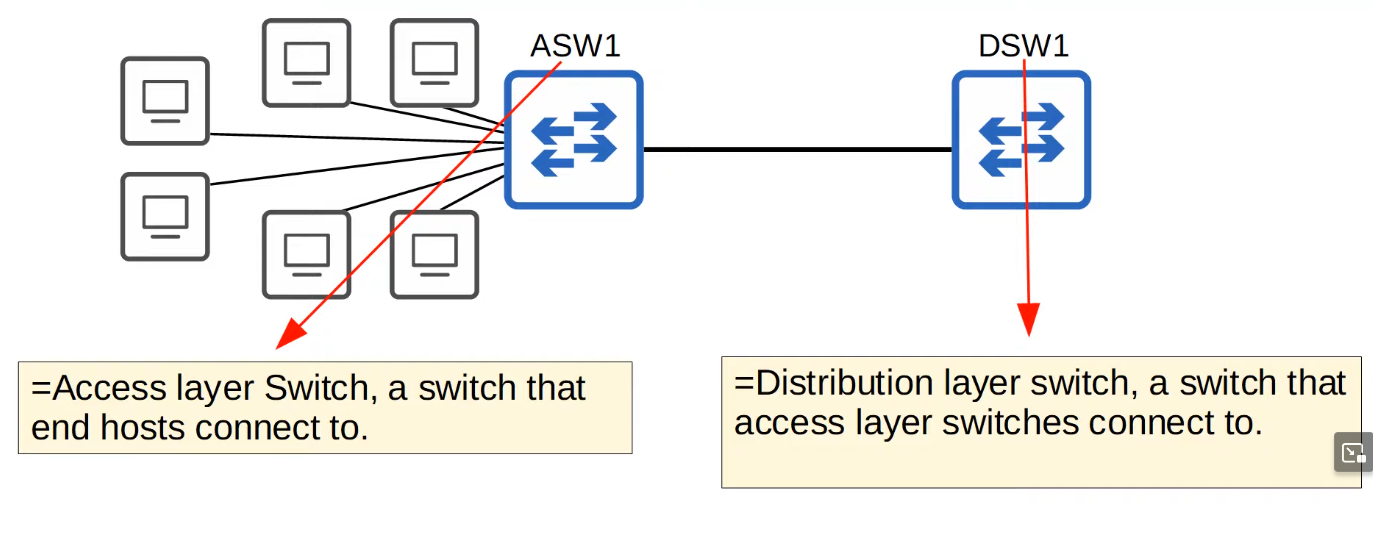 ASW1
DSW1
=Access layer Switch, a switch that
end hosts connect to.
=Distribution layer switch, a switch that
access layer switches connect to.